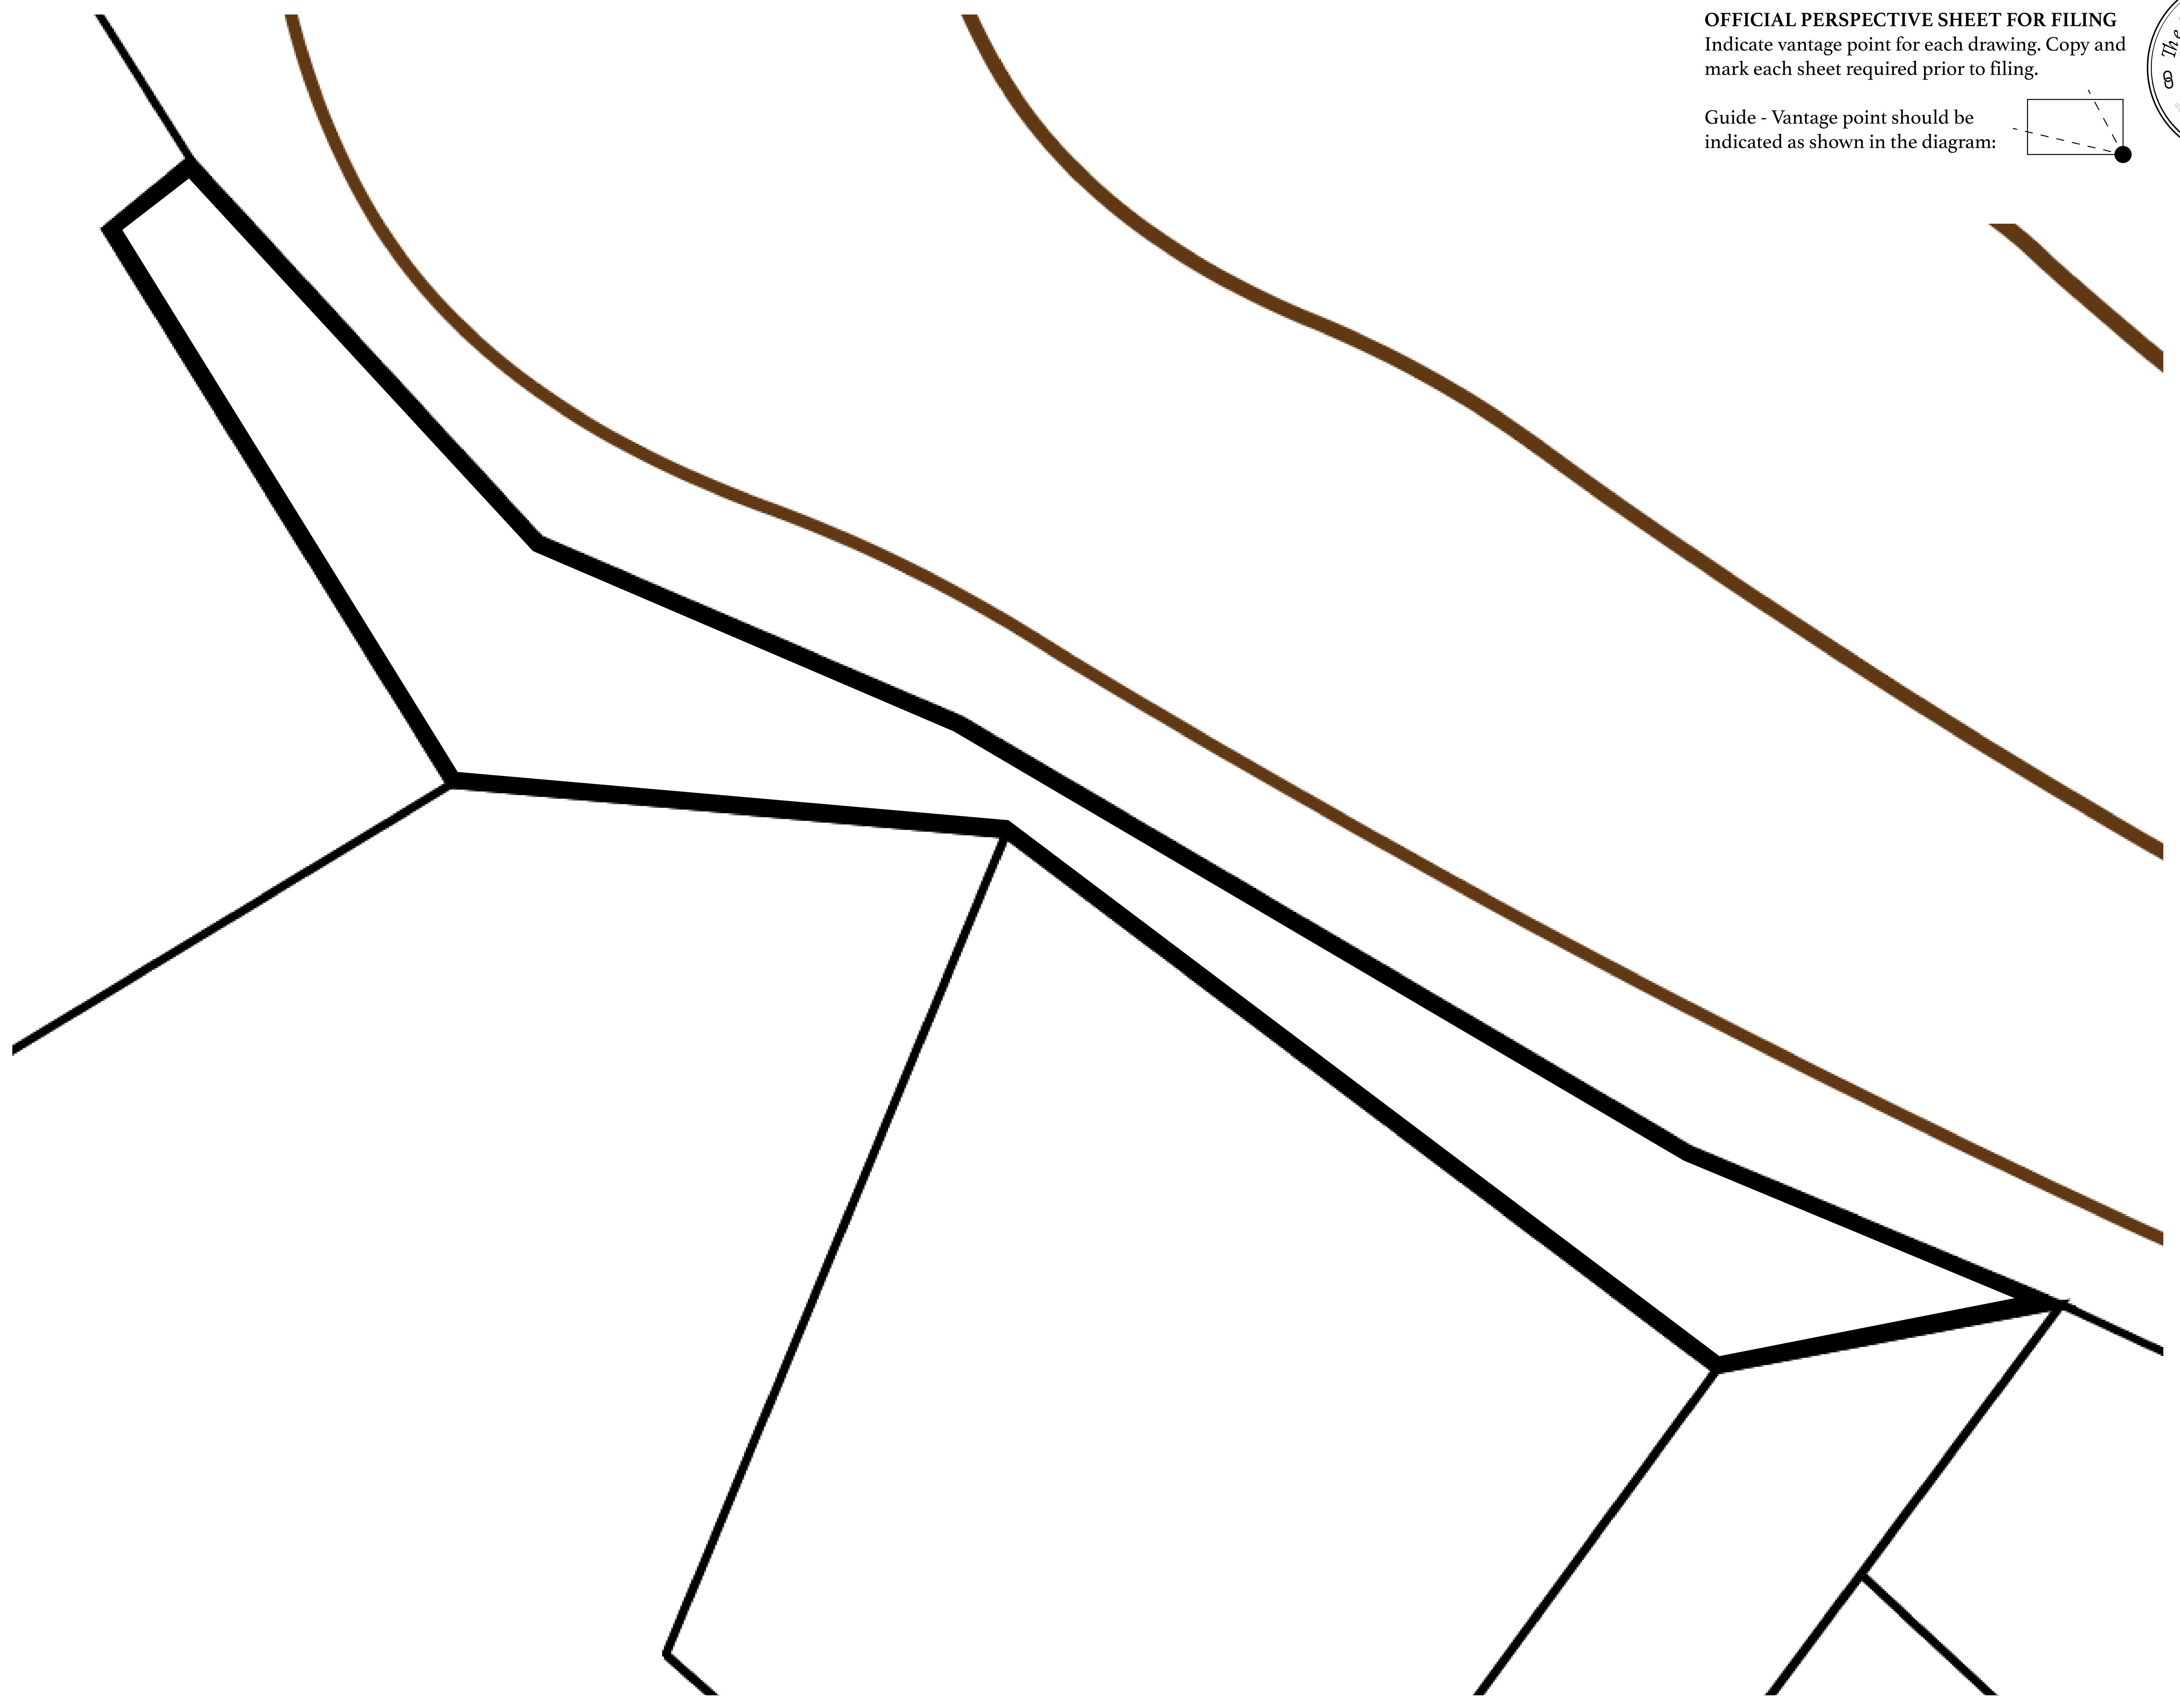 OFFICIAL PERSPECTIVE SHEET FOR FILING
Indicate vantage point for each drawing. Copy and
mark each sheet required prior to filing.
Guide - Vantage point should be
indicated as shown in the diagram: